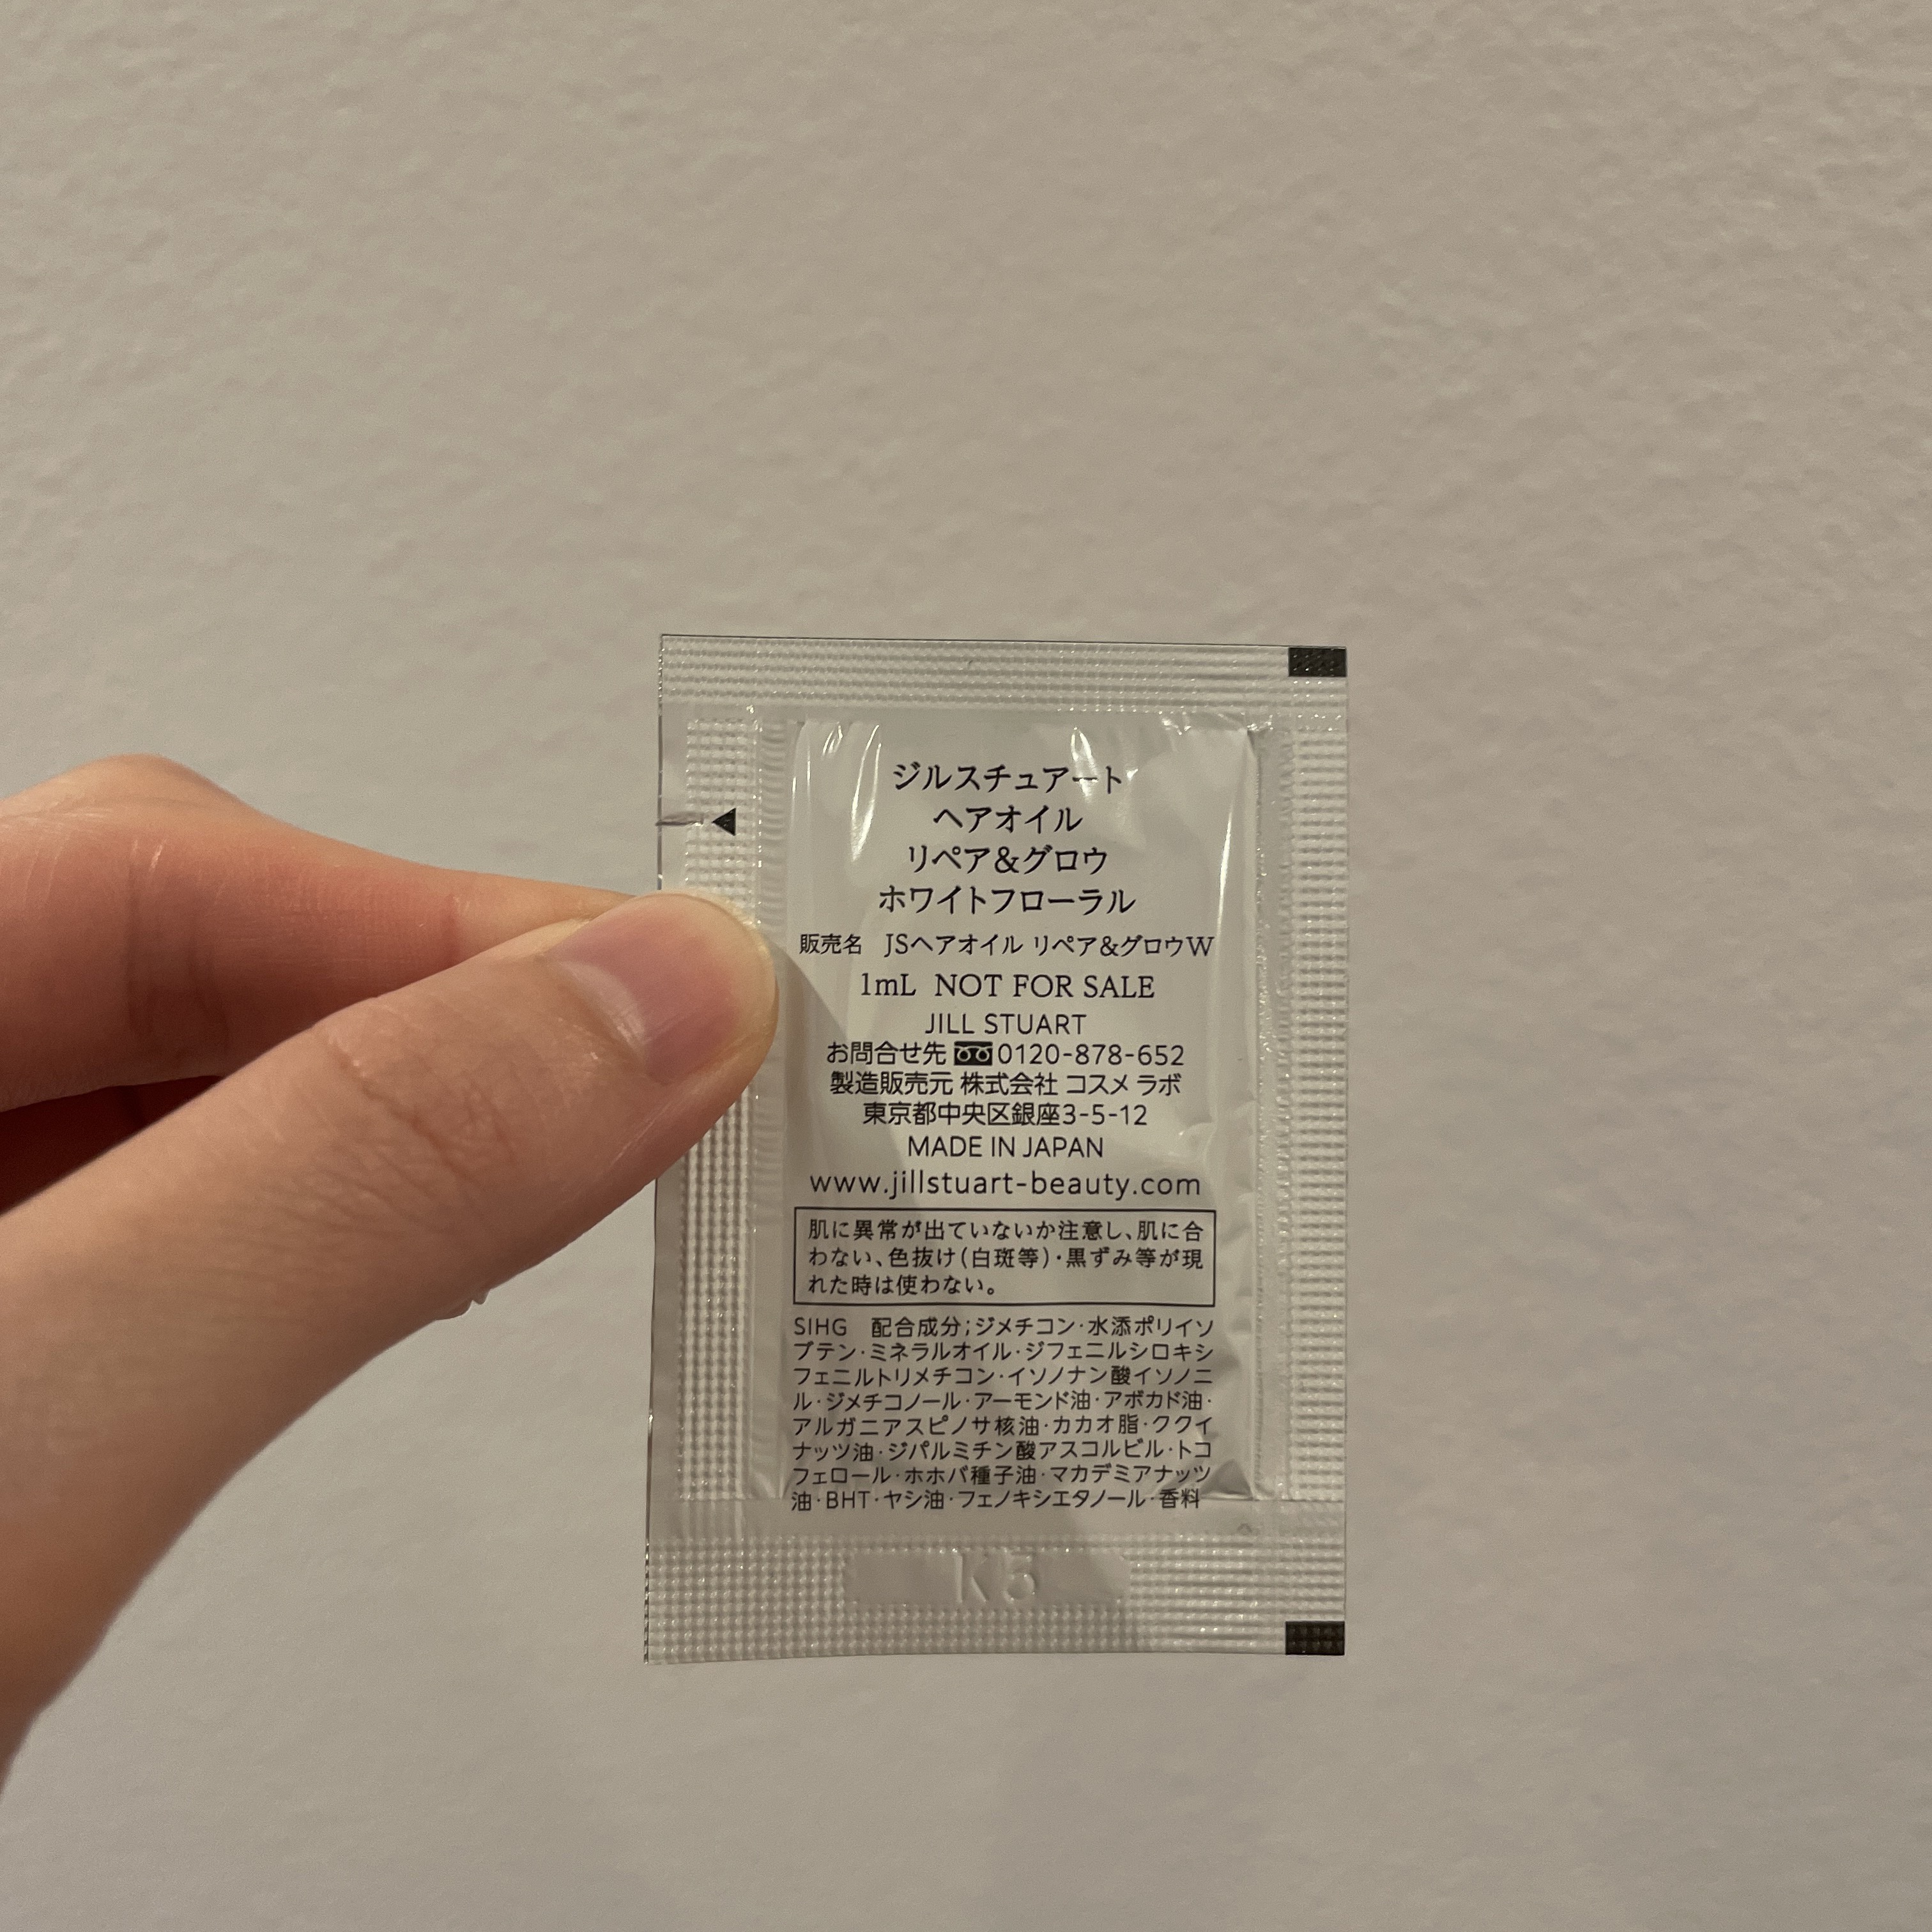 ジルスチュアート
ヘアオイル
リペア&グロウ
ホワイトフローラル
販売名 JSヘアオイル リペア&グロウW
1mL NOT FOR SALE
JILL STUART
お問合せ先 0120-878-652
製造販売元 株式会社 コスメ ラボ
東京都中央区銀座3-5-12
MADE IN JAPAN
www.jillstuart-beauty.com
肌に異常が出ていないか注意し、肌に合
わない、色抜け(白斑等)・黒ずみ等が現
れた時は使わない。
SIHG 配合成分;ジメチコン・水添ポリイソ
ブテン・ミネラルオイル・ジフェニルシロキシ
フェニルトリメチコン・イソノナン酸イソノニ
ル・ジメチコノール・アーモンド油・アボカド油・
アルガニアスピノサ核油・カカオ脂・ククイ
ナッツ油・ジパルミチン酸アスコルビル・トコ
フェロール・ホホバ種子油・マカデミアナッツ
油・BHT・ヤシ油・フェノキシエタノール・香料
K5